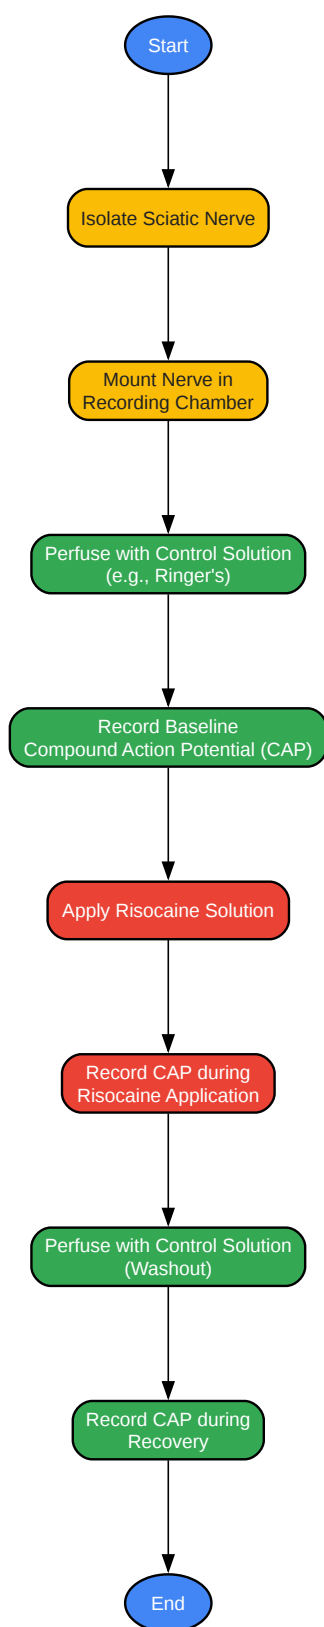 Start
Isolate Sciatic Nerve
Mount Nerve in
Recording Chamber
Perfuse with Control Solution
(e.g., Ringer's)
Record Baseline
Compound Action Potential (CAP)
Apply Risocaine Solution
Record CAP during
Risocaine Application
Perfuse with Control Solution
(Washout)
Record CAP during
Recovery
End